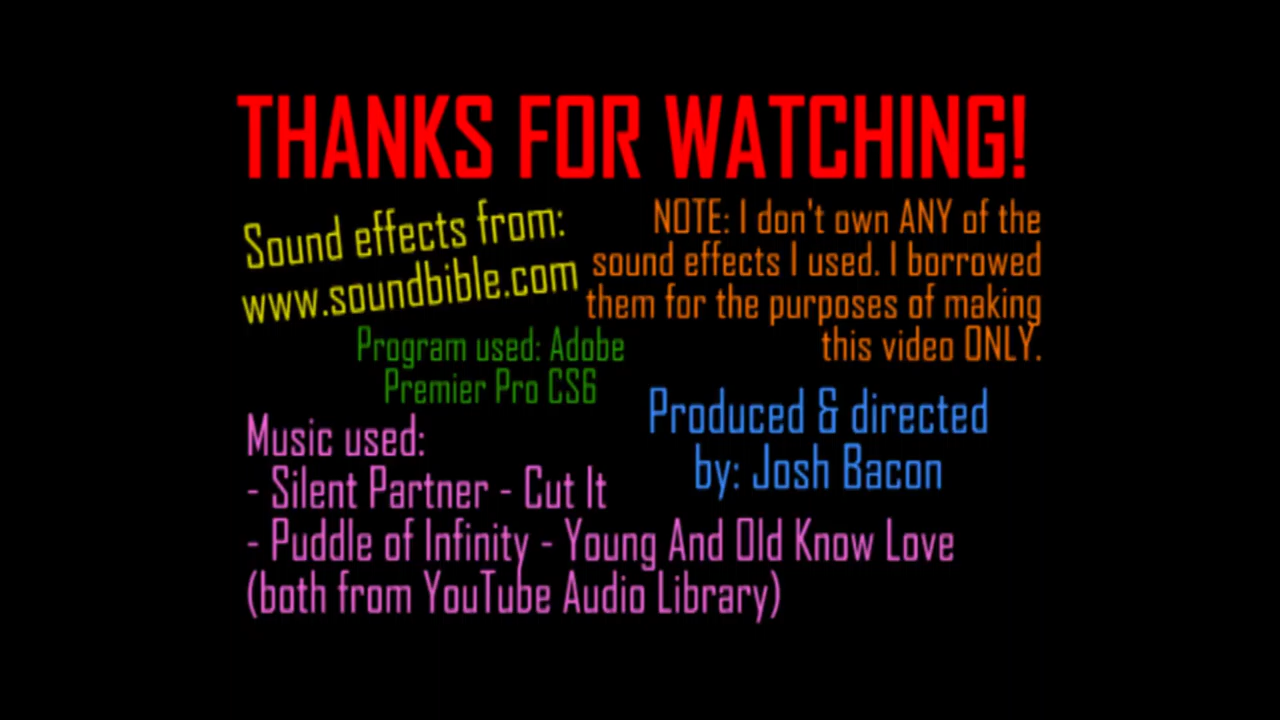 THANKS FOR WATCHING!
Sound effects from:
www.soundbible.com
NOTE: I don't own ANY of the
sound effects I used. I borrowed
them for the purposes of making
this video ONLY.
Program used: Adobe
Premier Pro CS6
Produced & directed
by: Josh Bacon
Music used:
- Silent Partner - Cut It
- Puddle of Infinity - Young And Old Know Love
(both from YouTube Audio Library)